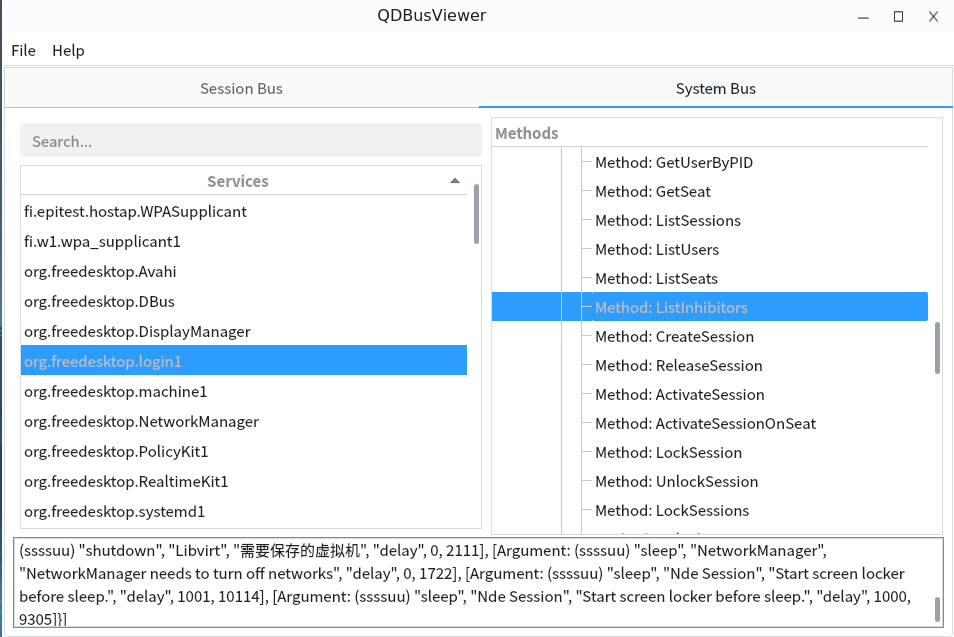 QDBusViewer
File Help
Session Bus
System Bus
Search...
Services
fi.epitest.hostap.WPASupplicant
fi.w1.wpa_supplicant1
org.freedesktop.Avahi
org.freedesktop.DBus
org.freedesktop.DisplayManager
org.freedesktop.login1
org.freedesktop.machine1
org.freedesktop.NetworkManager
org.freedesktop.PolicyKit1
org.freedesktop.RealtimeKit1
org.freedesktop.systemd1
Methods
Method: GetUserByPID
Method: GetSeat
Method: ListSessions
Method: ListUsers
Method: ListSeats
Method: ListInhibitors
Method: CreateSession
Method: ReleaseSession
Method: ActivateSession
Method: ActivateSessionOnSeat
Method: LockSession
Method: UnlockSession
Method: LockSessions
(ssssuu) "shutdown", "Libvirt", "需要保存的虚拟机", "delay", 0, 2111], [Argument: (ssssuu) "sleep", "NetworkManager",
"NetworkManager needs to turn off networks", "delay", 0, 1722], [Argument: (ssssuu) "sleep", "Nde Session", "Start screen locker
before sleep.", "delay", 1001, 10114], [Argument: (ssssuu) "sleep", "Nde Session", "Start screen locker before sleep.", "delay", 1000,
9305]}]